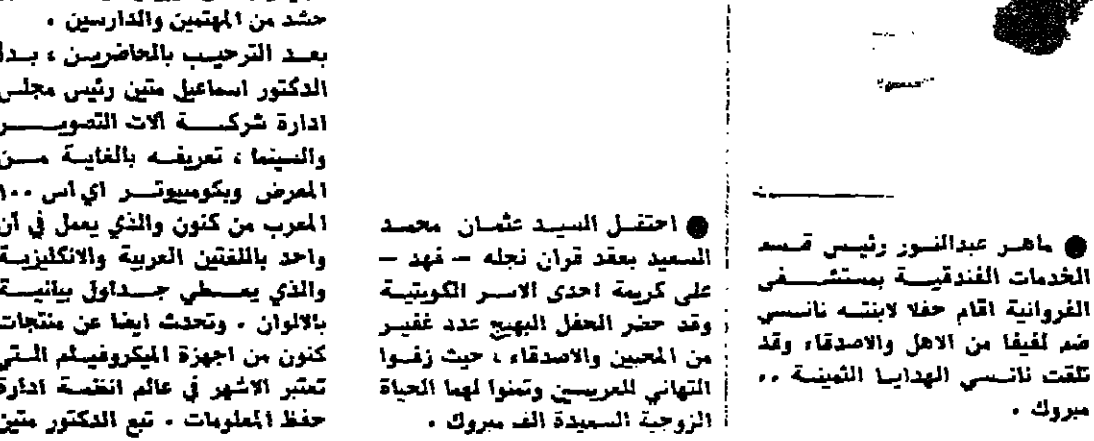 ● ماهر عبدالنور رئيس قسم
الخدمات الفندقية بمستشفى
الفروانية اقام حفلا لابنته نانسي
ضم لفيفا من الاهل والاصدقاء وقد
تلقت نانسي الهدايا الثمينة ..
مبروك .
● احتفل السيد عثمان محمد
السعيد بعقد قران نجله - فهد -
على كريمة احدى الاسر الكويتية
وقد حضر الحفل البهيج عدد غفير
من المحبين والاصدقاء ، حيث زفوا
التهاني للعريسين وتمنوا لهما الحياة
الزوجية السعيدة الف مبروك .
حشد من المهتمين والدارسين .
بعد الترحيب بالحاضرين ، بدا
الدكتور اسماعيل متين رئيس مجلس
ادارة شركة آلات التصوير
والسينما ، تعريفه بالغاية من
المعرض وبكومبيوتر اي اس ١٠٠
المعرب من كنون والذي يعمل في آن
واحد باللغتين العربية والانكليزية
والذي يعطي جداول بيانية
بالالوان . وتحدث ايضا عن منتجات
كنون من اجهزة الميكروفيلم التي
تعتبر الاشهر في عالم انظمة ادارة
حفظ المعلومات . تبع الدكتور متين